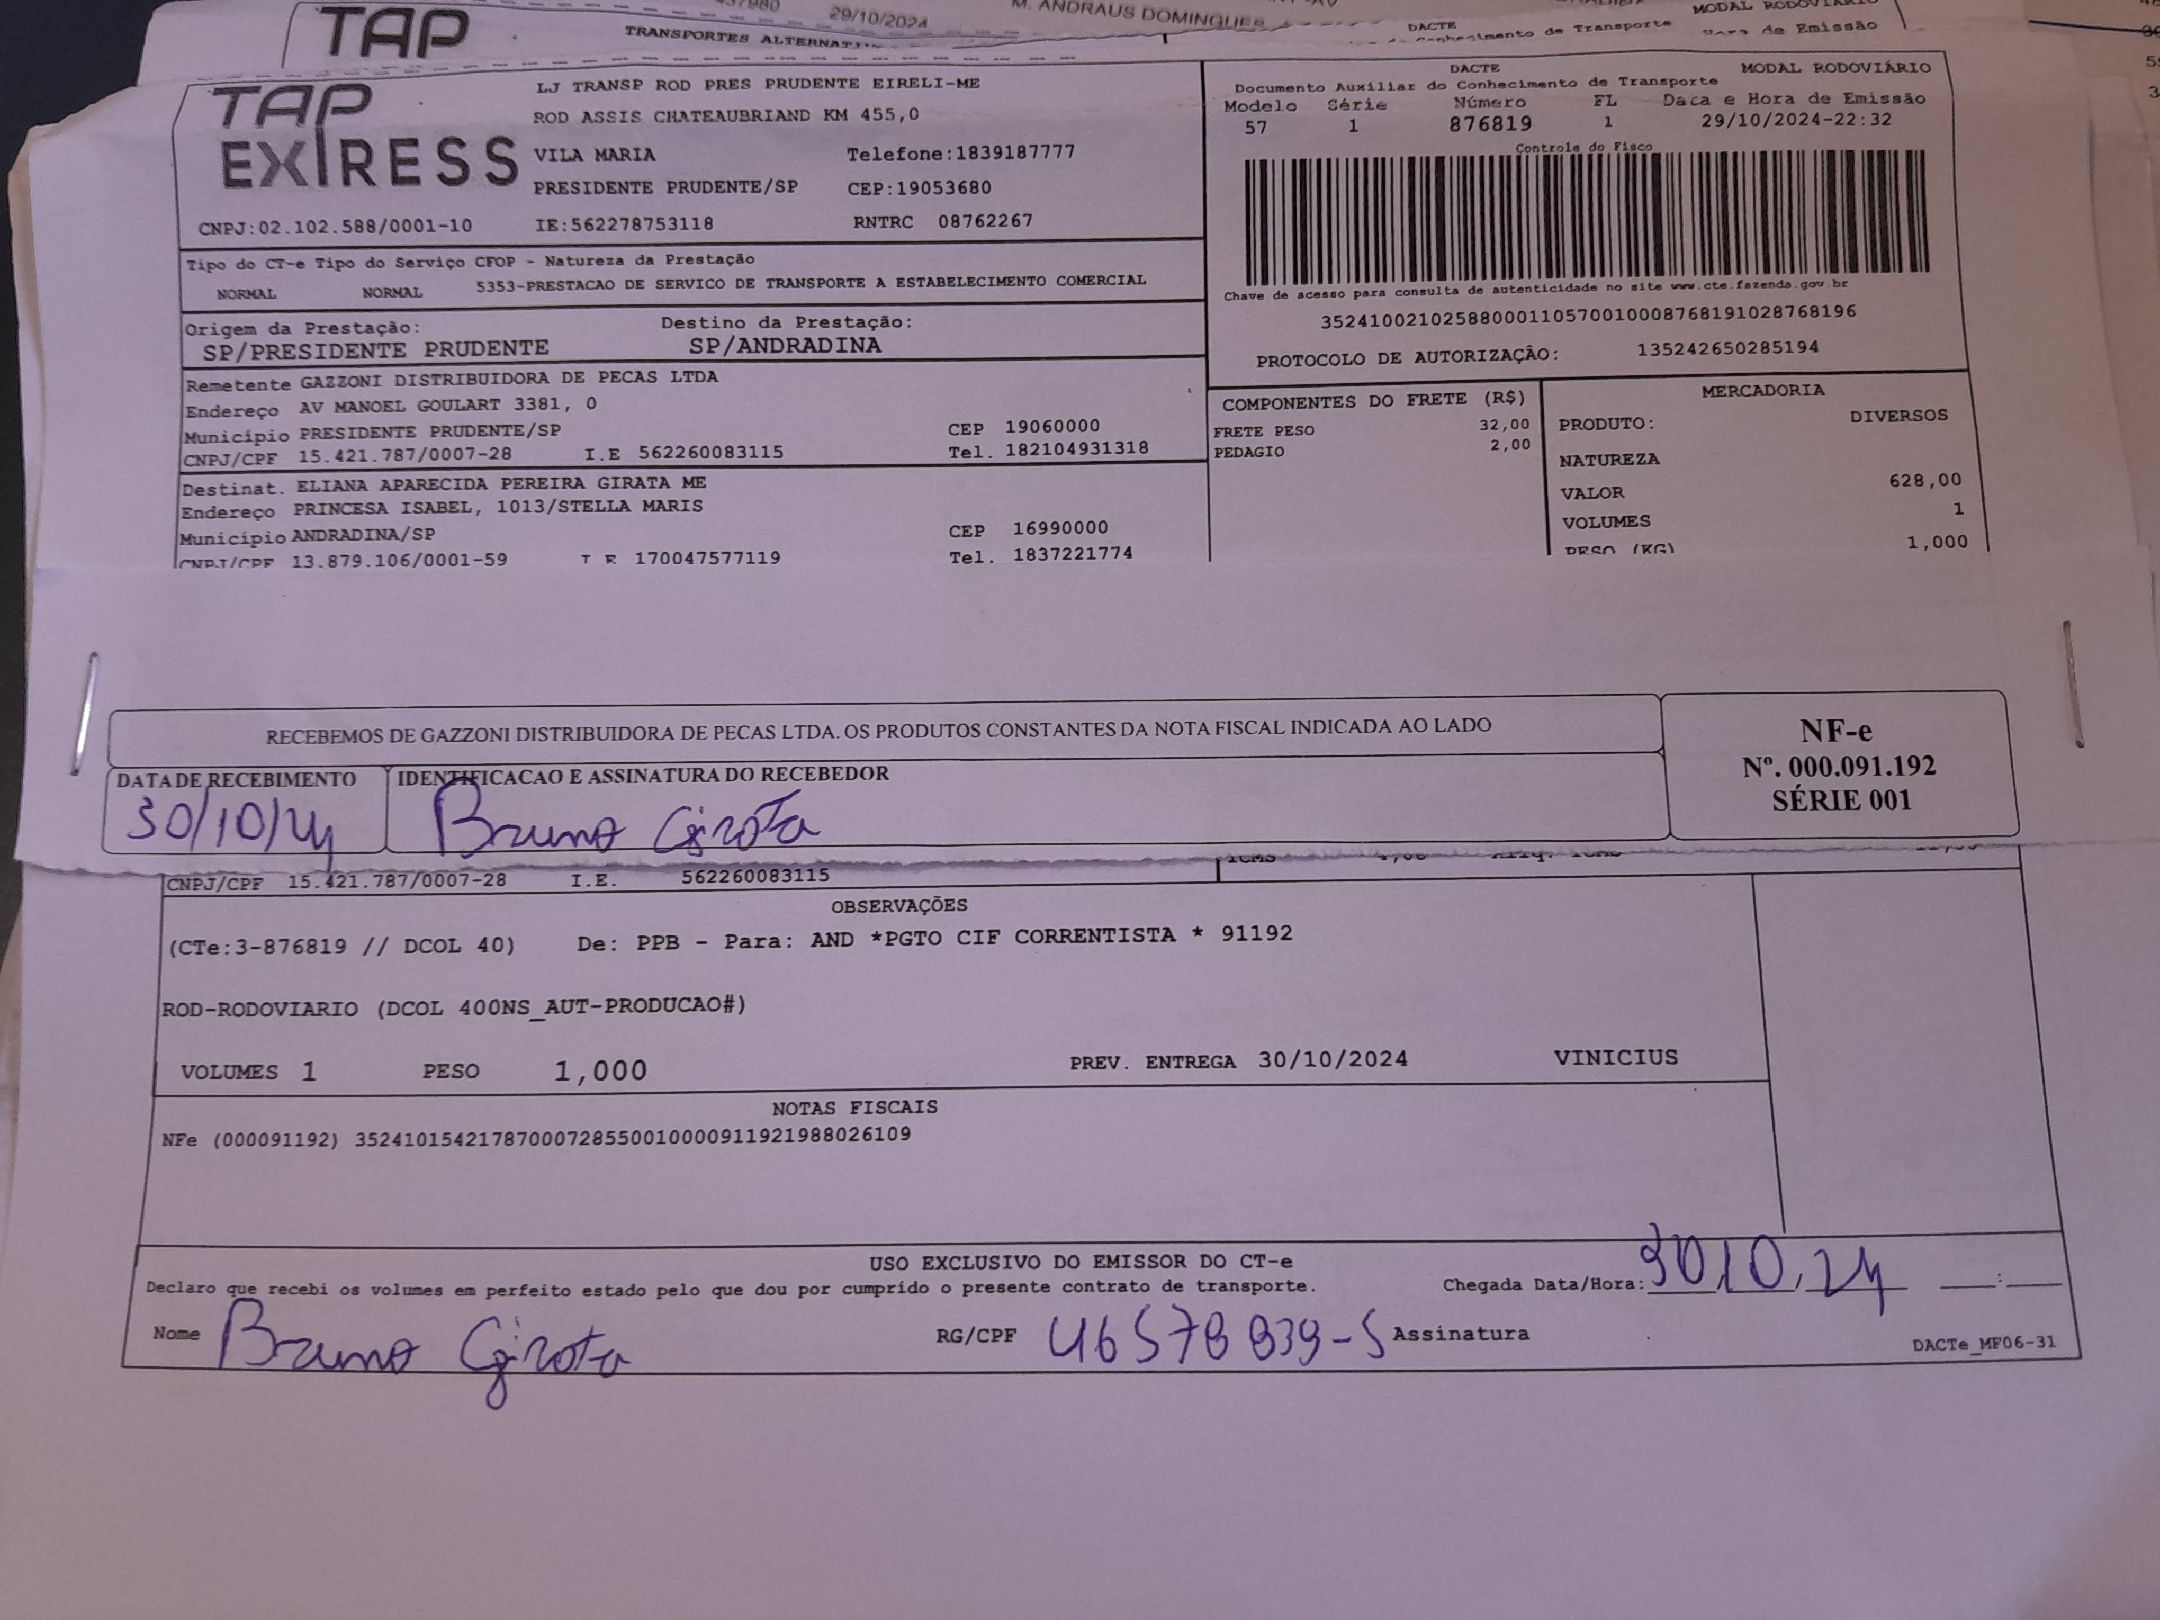 437980 29/10/2024 M. ANDRAUS DOMINGUES
TAP TRANSPORTES DACTE MODAL RODOVIÁRIO
de Transporte de Emissão
TAP EXPRESS
LJ TRANSP ROD PRES PRUDENTE EIRELI-ME
ROD ASSIS CHATEAUBRIAND KM 455,0
VILA MARIA Telefone:1839187777
PRESIDENTE PRUDENTE/SP CEP:19053680
CNPJ:02.102.588/0001-10 IE:562278753118 RNTRC 08762267
DACTE MODAL RODOVIÁRIO
Documento Auxiliar do Conhecimento de Transporte
Modelo Série Número FL Data e Hora de Emissão
57 1 876819 1 29/10/2024-22:32
Controle do Fisco
Chave de acesso para consulta de autenticidade no site www.cte.fazenda.gov.br
35241002102588000110570010008768191028768196
PROTOCOLO DE AUTORIZAÇÃO: 135242650285194
Tipo do CT-e Tipo do Serviço CFOP - Natureza da Prestação
NORMAL NORMAL 5353-PRESTACAO DE SERVICO DE TRANSPORTE A ESTABELECIMENTO COMERCIAL
Origem da Prestação: Destino da Prestação:
SP/PRESIDENTE PRUDENTE SP/ANDRADINA
Remetente GAZZONI DISTRIBUIDORA DE PECAS LTDA
Endereço AV MANOEL GOULART 3381, 0
Município PRESIDENTE PRUDENTE/SP CEP 19060000
CNPJ/CPF 15.421.787/0007-28 I.E 562260083115 Tel. 182104931318
Destinat. ELIANA APARECIDA PEREIRA GIRATA ME
Endereço PRINCESA ISABEL, 1013/STELLA MARIS
Município ANDRADINA/SP CEP 16990000
CNPJ/CPF 13.879.106/0001-59 I E 170047577119 Tel. 1837221774
COMPONENTES DO FRETE (R$)
FRETE PESO 32,00
PEDAGIO 2,00
MERCADORIA
PRODUTO: DIVERSOS
NATUREZA
VALOR 628,00
VOLUMES 1
PESO (KG) 1,000
RECEBEMOS DE GAZZONI DISTRIBUIDORA DE PECAS LTDA. OS PRODUTOS CONSTANTES DA NOTA FISCAL INDICADA AO LADO
NF-e
Nº. 000.091.192
SÉRIE 001
DATA DE RECEBIMENTO IDENTIFICACAO E ASSINATURA DO RECEBEDOR
30/10/24 Bruno Girota
CNPJ/CPF 15.421.787/0007-28 I.E. 562260083115
OBSERVAÇÕES
(CTe:3-876819 // DCOL 40) De: PPB - Para: AND *PGTO CIF CORRENTISTA * 91192
ROD-RODOVIARIO (DCOL 400NS_AUT-PRODUCAO#)
VOLUMES 1 PESO 1,000 PREV. ENTREGA 30/10/2024 VINICIUS
NOTAS FISCAIS
NFe (000091192) 35241015421787000728550010000911921988026109
USO EXCLUSIVO DO EMISSOR DO CT-e
Declaro que recebi os volumes em perfeito estado pelo que dou por cumprido o presente contrato de transporte. Chegada Data/Hora: 30/10/24 :
Nome Bruno Girota RG/CPF 46578839-5 Assinatura
DACTe_MF06-31